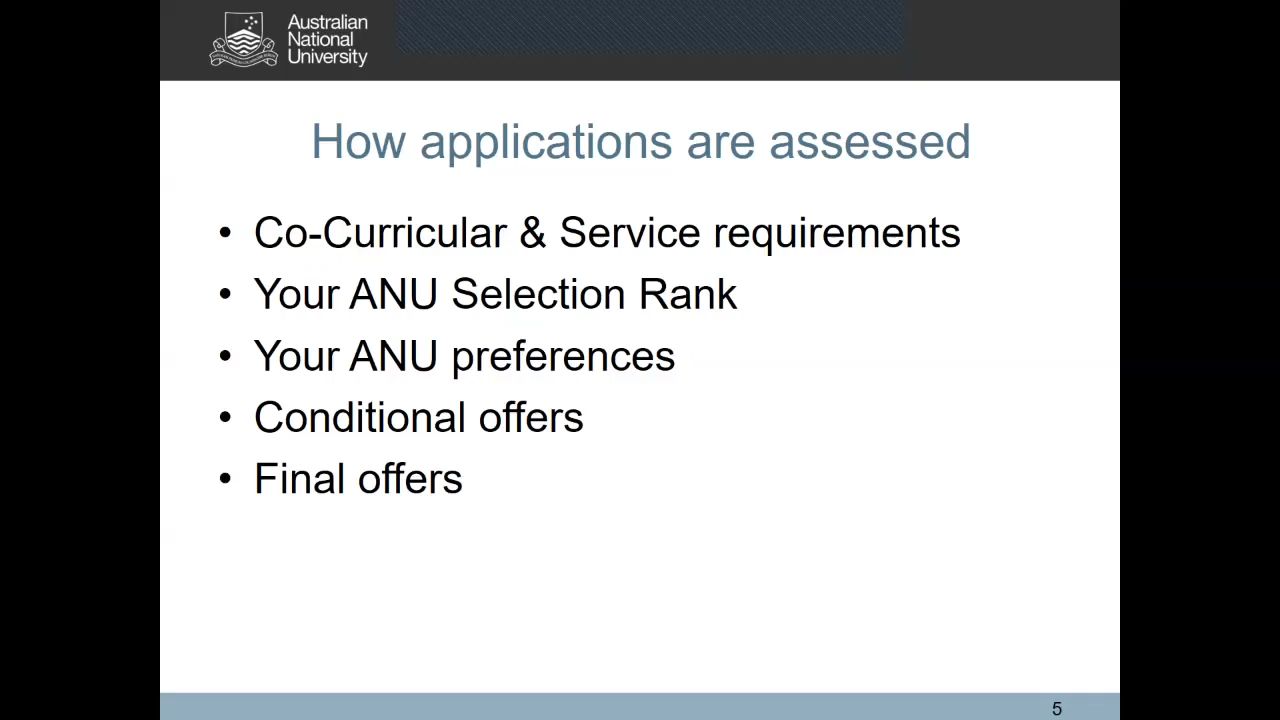 Australian
National
University
How applications are assessed
• Co-Curricular & Service requirements
• Your ANU Selection Rank
• Your ANU preferences
• Conditional offers
• Final offers
5